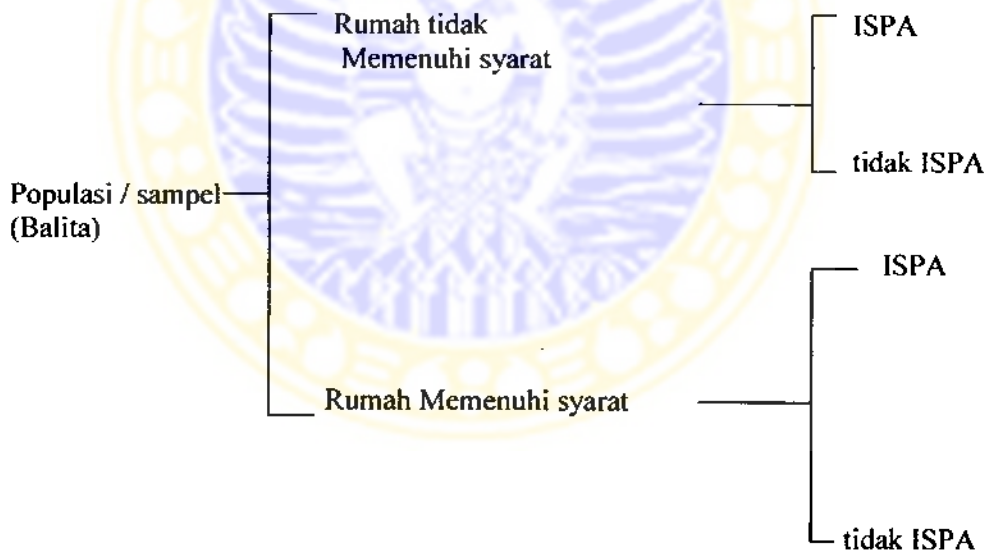 Rumah tidak
Memenuhi syarat
ISPA
tidak ISPA
Populasi / sampel
(Balita)
ISPA
Rumah Memenuhi syarat
tidak ISPA